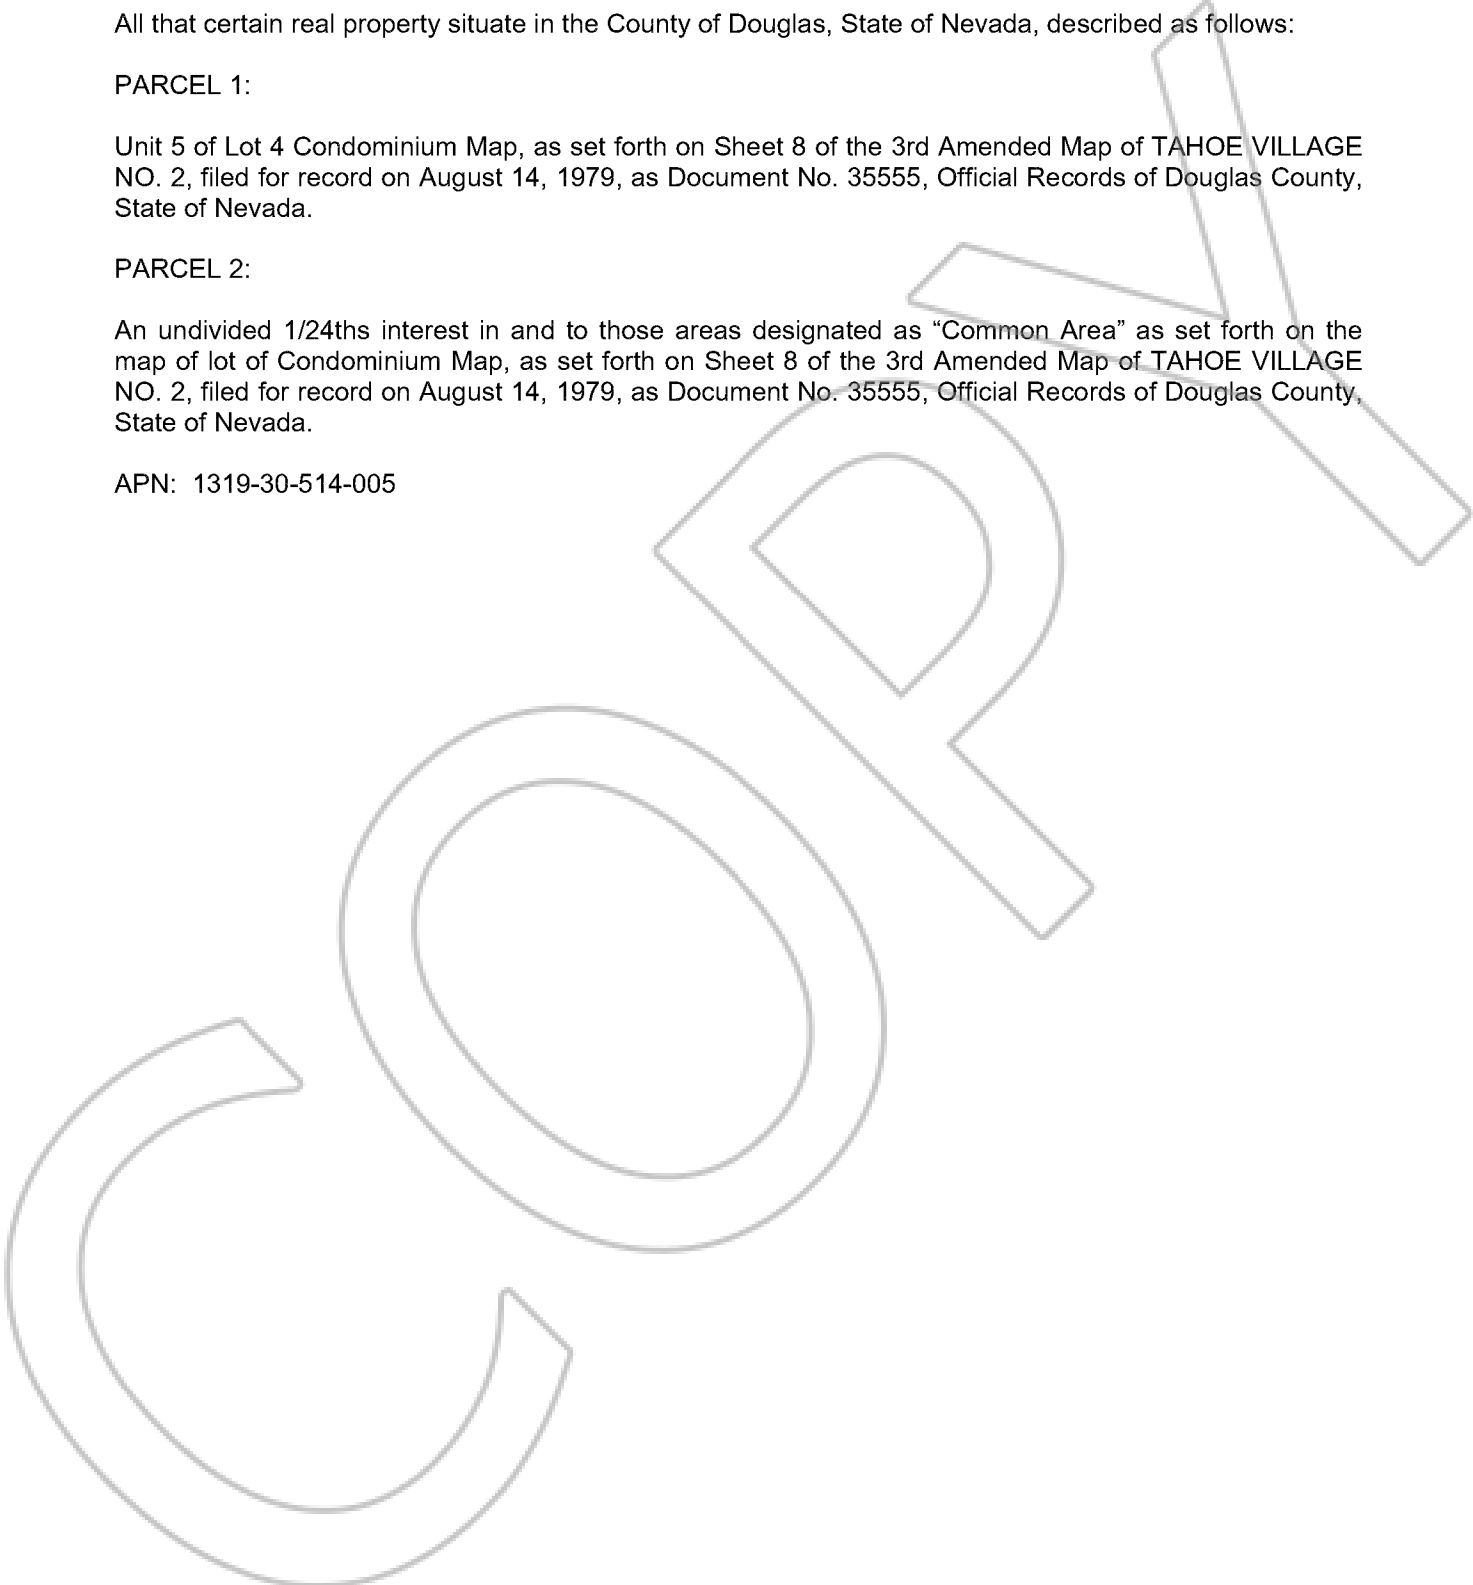 All that certain real property situate in the County of Douglas, State of Nevada, described as follows:
PARCEL 1:
Unit 5 of Lot 4 Condominium Map, as set forth on Sheet 8 of the 3rd Amended Map of TAHOE VILLAGE
NO. 2, filed for record on August 14, 1979, as Document No. 35555, Official Records of Douglas County,
State of Nevada.
PARCEL 2:
An undivided 1/24ths interest in and to those areas designated as “Common Area” as set forth on the
map of lot of Condominium Map, as set forth on Sheet 8 of the 3rd Amended Map of TAHOE VILLAGE
NO. 2, filed for record on August 14, 1979, as Document No. 35555, Official Records of Douglas County,
State of Nevada.
APN: 1319-30-514-005
COPY